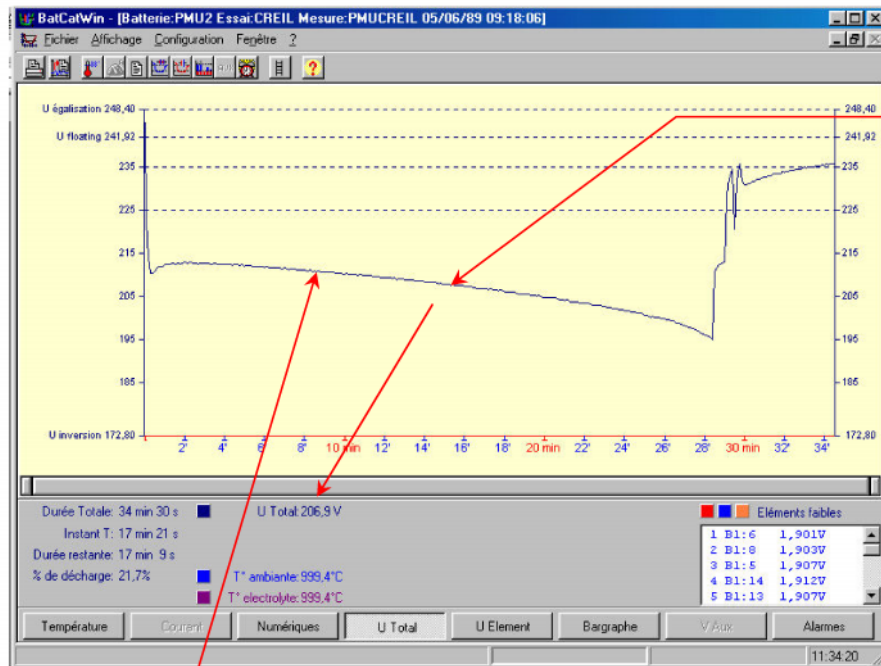 BatCatWin - [Batterie:PMU2 Essai:CREIL Mesure:PMUCREIL 05/06/89 09:18:06]
Fichier Affichage Configuration Fenêtre ?
U égalisation 248,40
248,40
U floating 241,92
241,92
235
235
225
225
215
215
205
205
195
195
185
185
U inversion 172,80
172,80
2' 4' 6' 8' 10 min 12' 14' 16' 18' 20 min 22' 24' 26' 28' 30 min 32' 34'
Durée Totale: 34 min 30 s
U Total: 206,9 V
Eléments faibles
Instant T: 17 min 21 s
1 B1:6 1,901V
Durée restante: 17 min 9 s
2 B1:8 1,903V
3 B1:5 1,907V
% de décharge: 21,7%
T° ambiante: 999,4°C
4 B1:14 1,912V
T° electrolyte: 999,4°C
5 B1:13 1,907V
Température Courant Numériques U Total U Element Bargraphe V Aux Alarmes
11:34:20